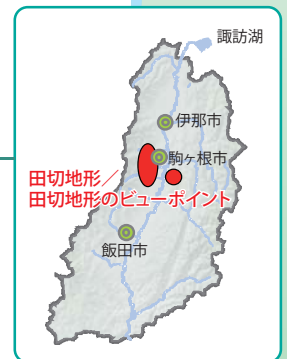 諏訪湖
伊那市
駒ヶ根市
田切地形／
田切地形のビューポイント
飯田市